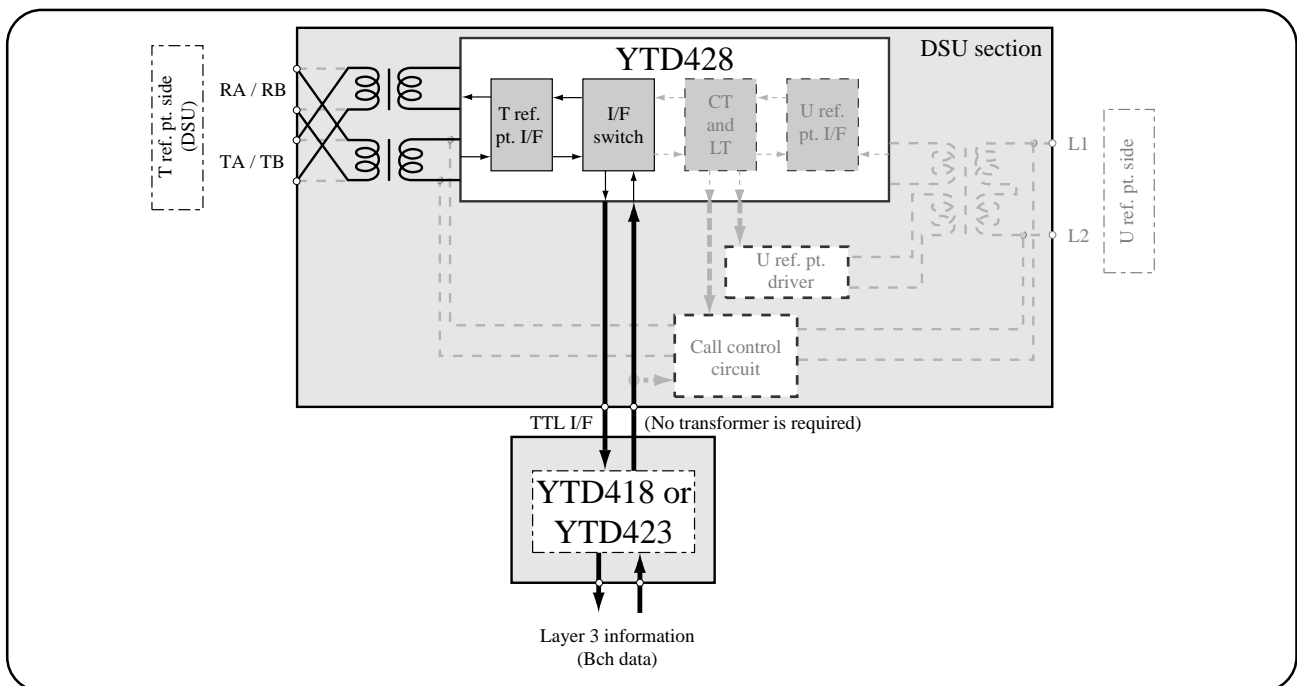 DSU section
YTD428
T ref. pt. side
(DSU)
RA / RB
TA / TB
T ref.
pt. I/F
I/F
switch
CT
and
LT
U ref.
pt. I/F
L1
L2
U ref. pt. side
U ref. pt.
driver
Call control
circuit
TTL I/F
(No transformer is required)
YTD418 or
YTD423
Layer 3 information
(Bch data)